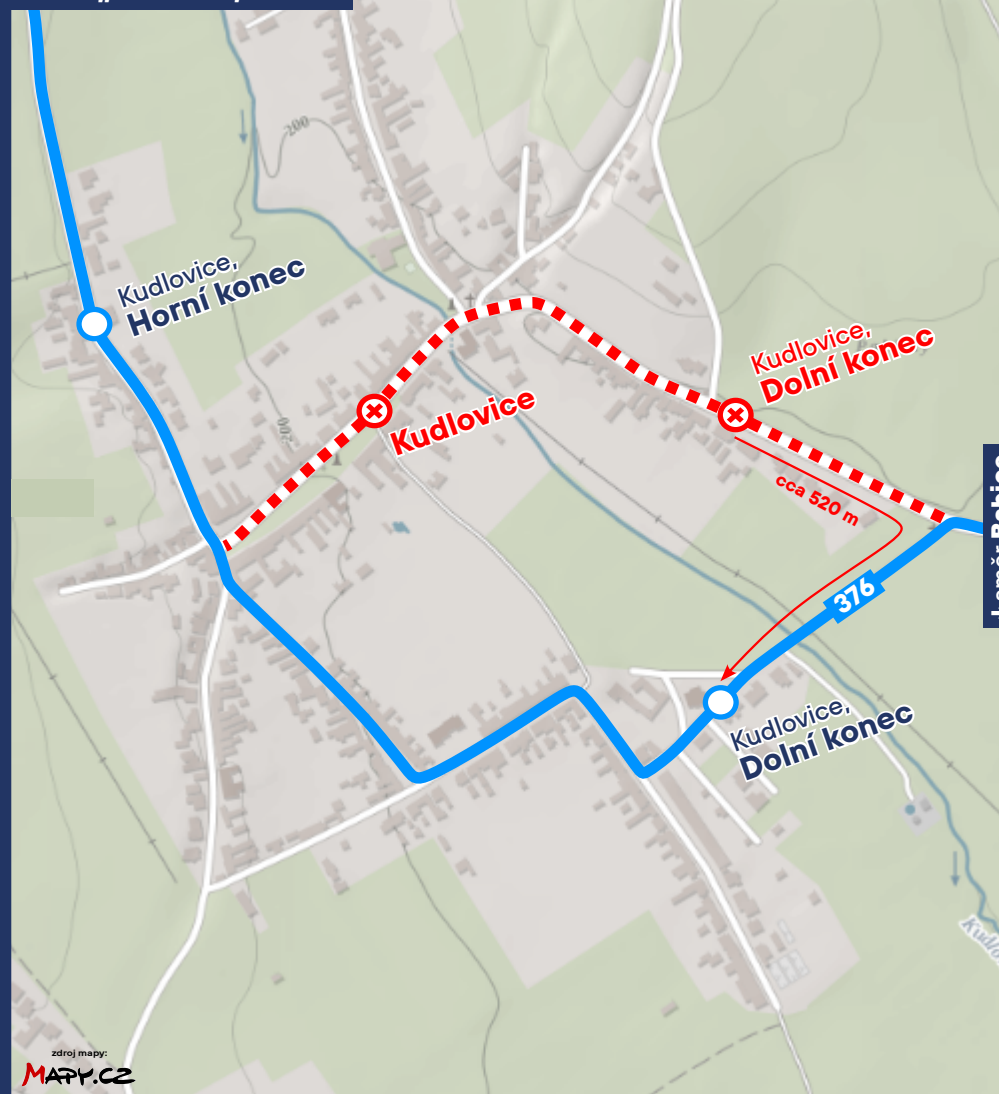 200
Kudlovice,
Horní konec
Kudlovice,
Dolní konec
Kudlovice
200
cca 520 m
376
Kudlovice,
Dolní konec
zdroj mapy:
MAPY.CZ